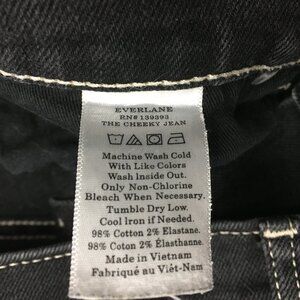 EVERLANE
RN# 139393
THE CHEEKY JEAN
Machine Wash Cold
With Like Colors
Wash Inside Out.
Only Non-Chlorine
Bleach When Necessary.
Tumble Dry Low.
Cool Iron if Needed.
98% Cotton 2% Elastane.
98% Coton 2% Élasthanne.
Made in Vietnam
Fabriqué au Viêt-Nam